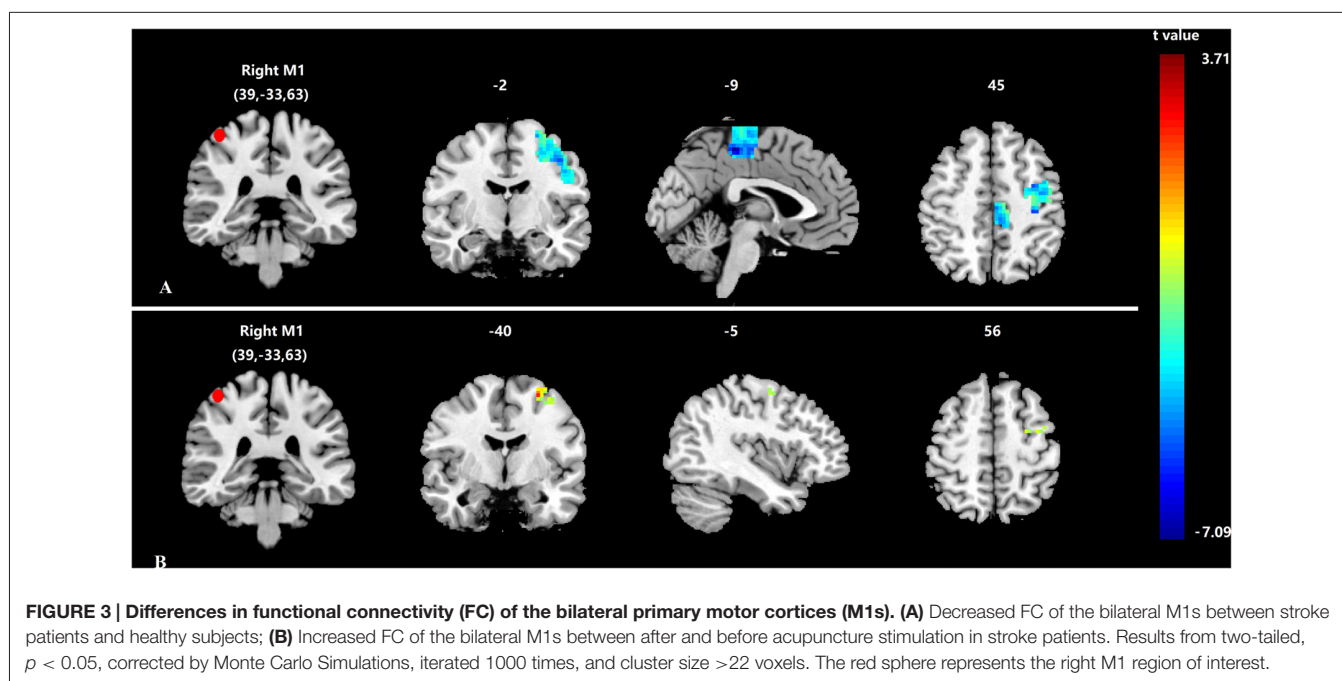 t value
3.71
Right M1
(39,-33,63)
-2
-9
45
A
Right M1
(39,-33,63)
-40
-5
56
-7.09
B
FIGURE 3 | Differences in functional connectivity (FC) of the bilateral primary motor cortices (M1s). (A) Decreased FC of the bilateral M1s between stroke
patients and healthy subjects; (B) Increased FC of the bilateral M1s between after and before acupuncture stimulation in stroke patients. Results from two-tailed,
p < 0.05, corrected by Monte Carlo Simulations, iterated 1000 times, and cluster size >22 voxels. The red sphere represents the right M1 region of interest.